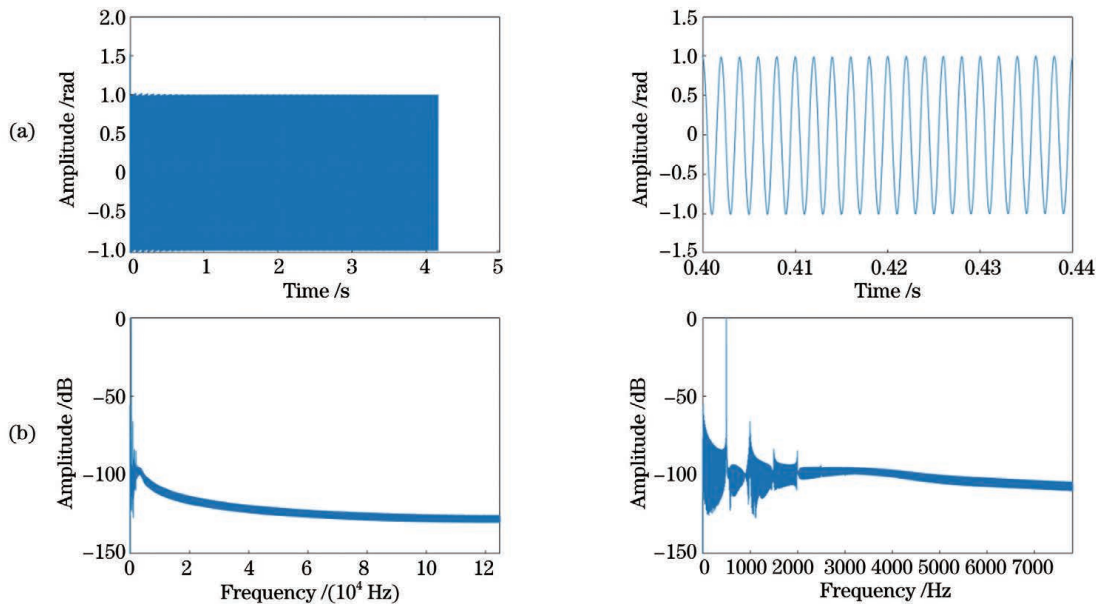 (a)
Amplitude /rad
2.0
1.5
1.0
0.5
0
−0.5
−1.0
0 1 2 3 4 5
Time /s
Amplitude /rad
1.5
1.0
0.5
0
−0.5
−1.0
−1.5
0.40 0.41 0.42 0.43 0.44
Time /s
(b)
Amplitude /dB
0
−50
−100
−150
0 2 4 6 8 10 12
Frequency /(10⁴ Hz)
Amplitude /dB
0
−50
−100
−150
0 1000 2000 3000 4000 5000 6000 7000
Frequency /Hz